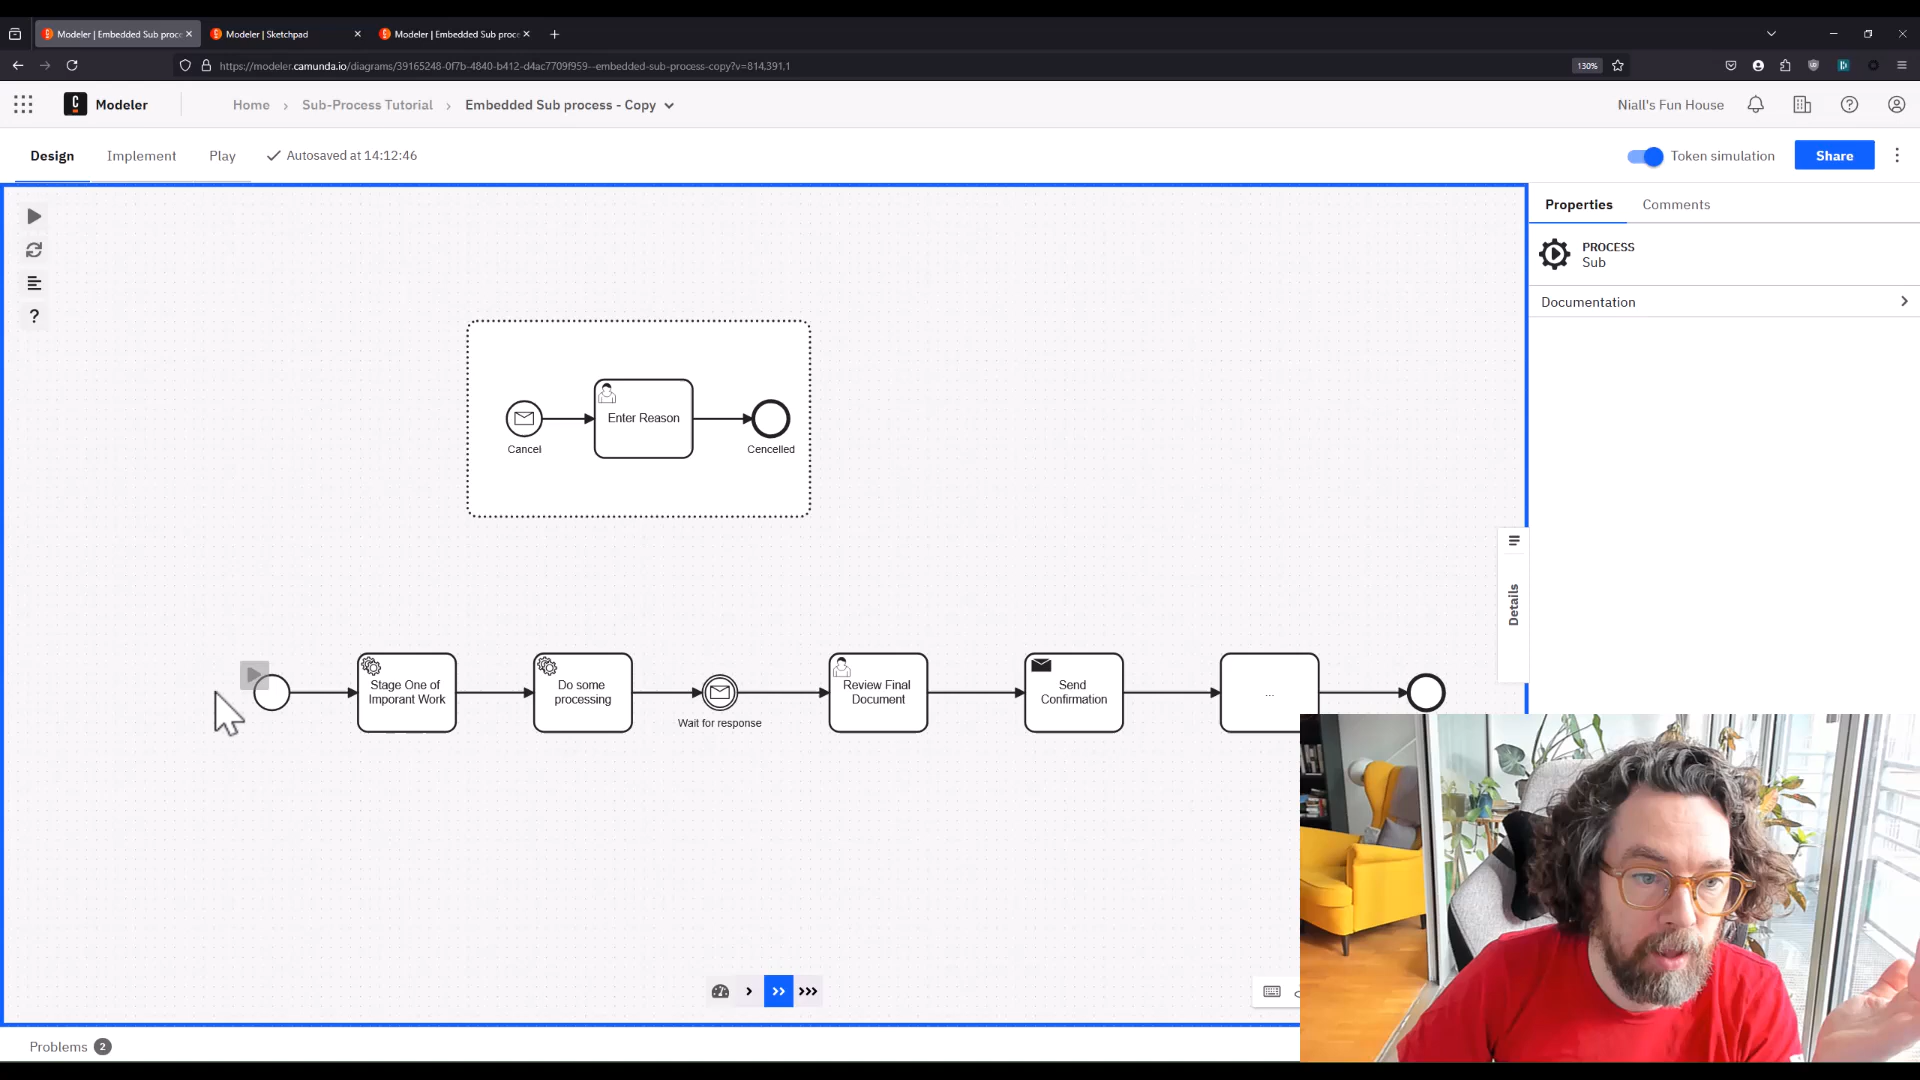 Modeler | Embedded Sub proce
Modeler | Sketchpad
Modeler | Embedded Sub proce
https://modeler.camunda.io/diagrams/39165248-0f7b-4840-b412-d4ac7709f959--embedded-sub-process-copy?v=814,391,1
130%
Modeler
Home
Sub-Process Tutorial
Embedded Sub process - Copy
Niall's Fun House
Design
Implement
Play
Autosaved at 14:12:46
Token simulation
Share
Properties
Comments
PROCESS
Sub
Documentation
Details
Enter Reason
Cancel
Cencelled
Stage One of
Imporant Work
Do some
processing
Wait for response
Review Final
Document
Send
Confirmation
...
Problems 2